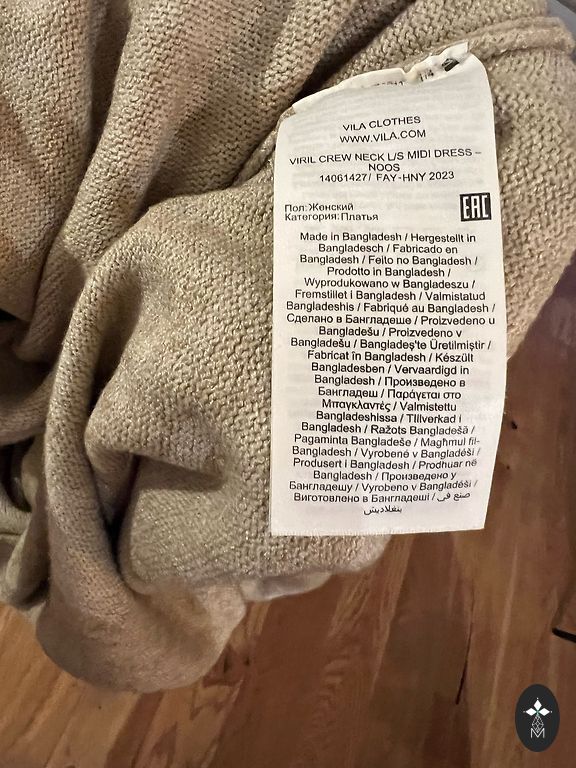 VILA CLOTHES
WWW.VILA.COM
VIRIL CREW NECK L/S MIDI DRESS –
NOOS
14061427/ FAY-HNY 2023
Пол: Женский
Категория: Платья
EAC
Made in Bangladesh / Hergestellt in
Bangladesch / Fabricado en
Bangladesh / Feito no Bangladesh /
Prodotto in Bangladesh /
Wyprodukowano w Bangladeszu /
Fremstillet i Bangladesh / Valmistatud
Bangladeshis / Fabriqué au Bangladesh /
Сделано в Бангладеше / Proizvedeno u
Bangladešu / Proizvedeno v
Bangladešu / Bangladeş'te Üretilmiştir /
Fabricat în Bangladesh / Készült
Bangladesben / Vervaardigd in
Bangladesh / Произведено в
Бангладеш / Παράγεται στο
Μπαγκλαντές / Valmistettu
Bangladeshissa / Tillverkad i
Bangladesh / Ražots Bangladešā /
Pagaminta Bangladeše / Magħmul fil-
Bangladesh / Vyrobené v Bangladéši /
Produsert i Bangladesh / Prodhuar në
Bangladesh / Произведено у
Бангладешу / Vyrobeno v Bangladéši /
Виготовлено в Бангладеші / صنع في
بنغلاديش
M